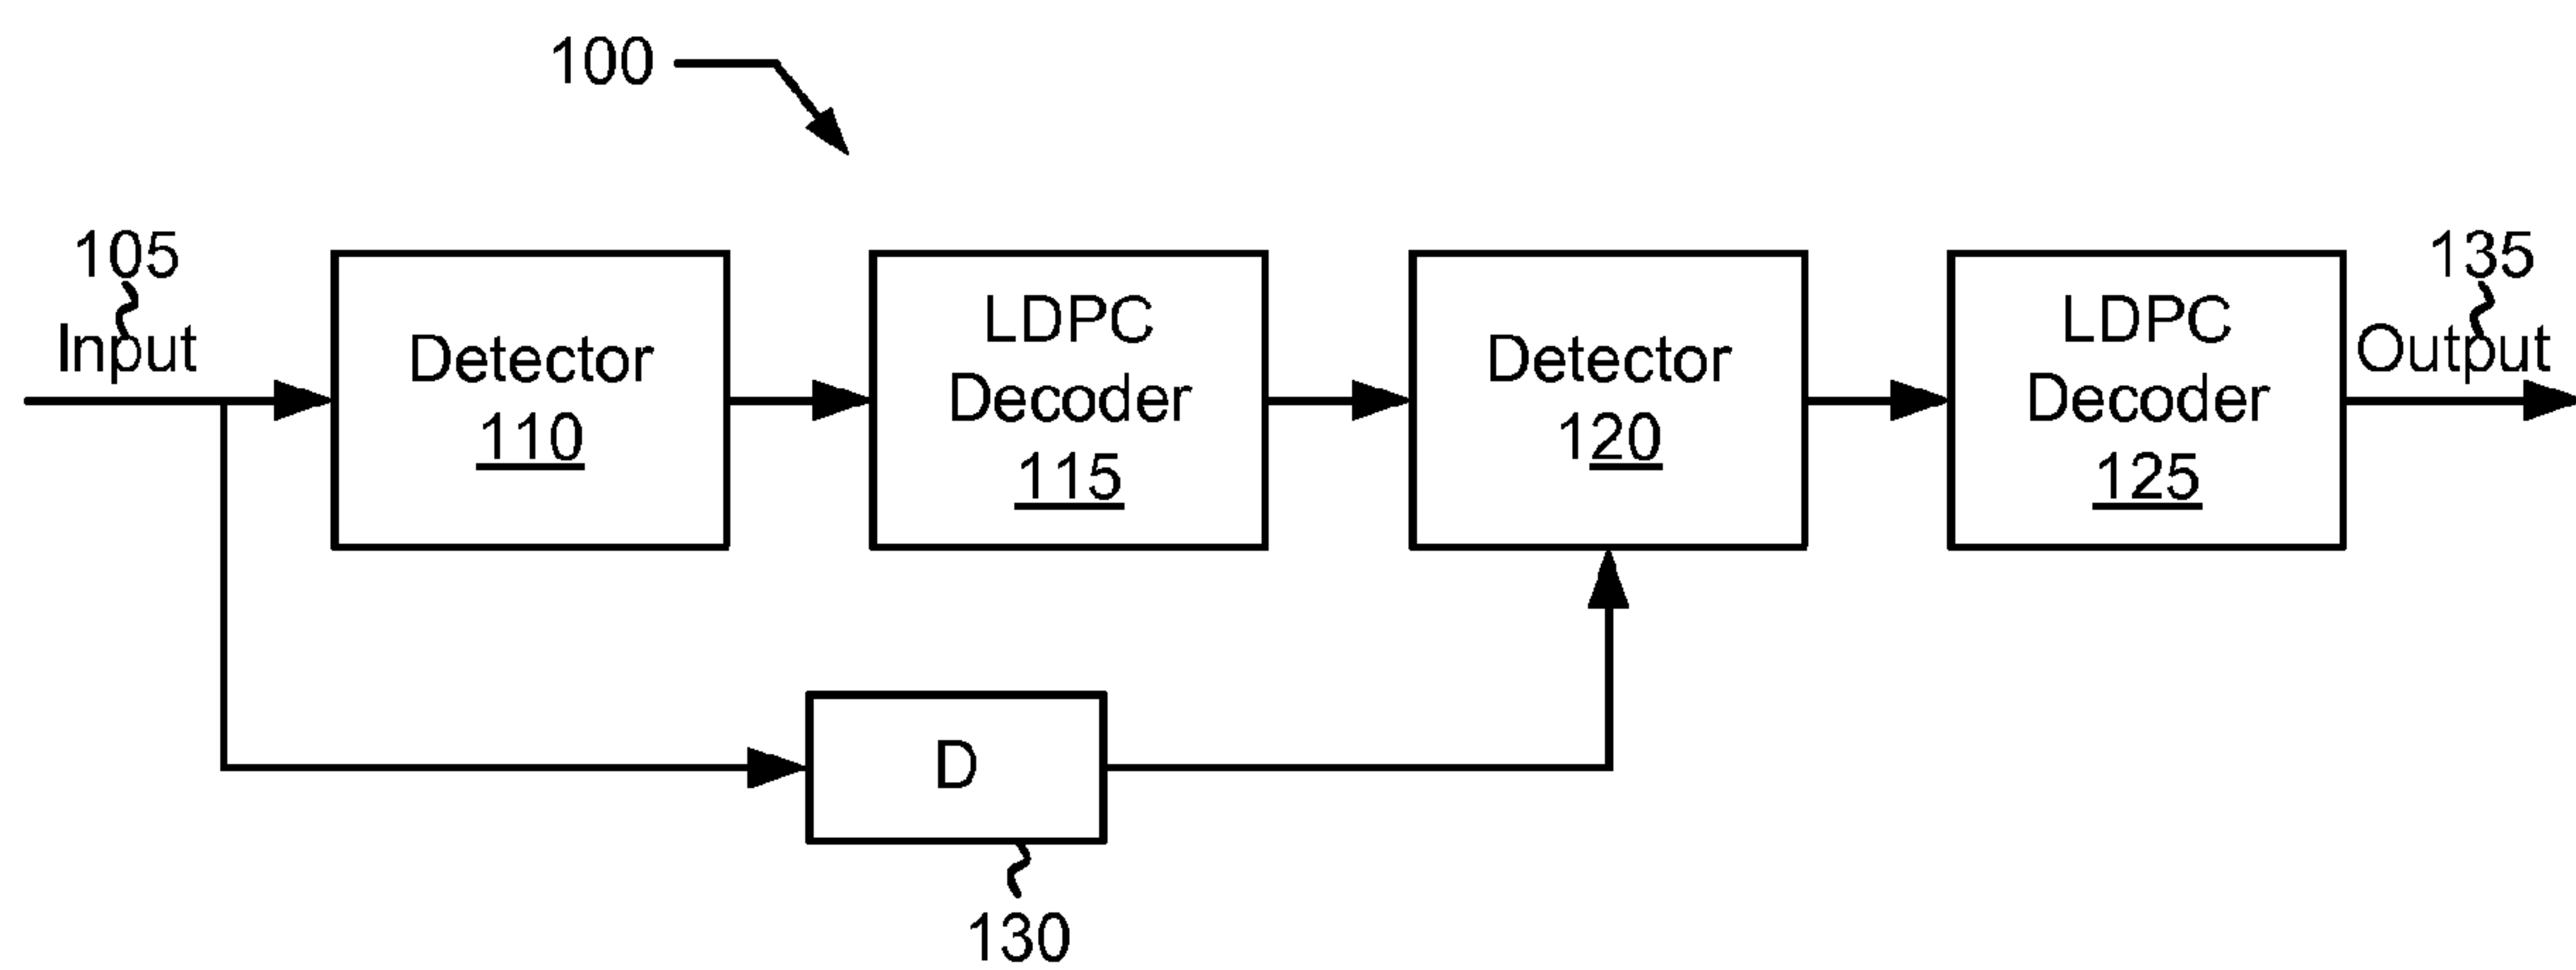 100
105
Input
Detector
110
LDPC
Decoder
115
Detector
120
LDPC
Decoder
125
135
Output
D
130